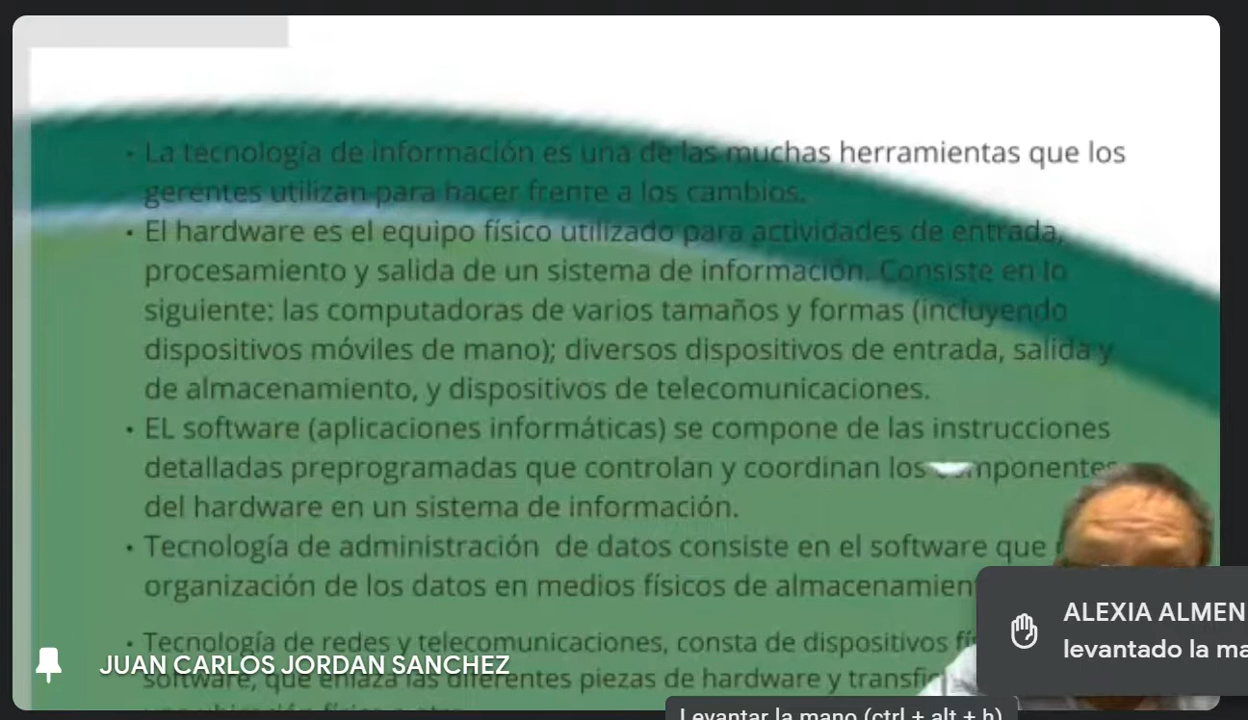 · La tecnología de información es una de las muchas herramientas que los
gerentes utilizan para hacer frente a los cambios.
· El hardware es el equipo físico utilizado para actividades de entrada,
procesamiento y salida de un sistema de información. Consiste en lo
siguiente: las computadoras de varios tamaños y formas (incluyendo
dispositivos móviles de mano); diversos dispositivos de entrada, salida y
de almacenamiento, y dispositivos de telecomunicaciones.
· EL software (aplicaciones informáticas) se compone de las instrucciones
detalladas preprogramadas que controlan y coordinan los mponentes
del hardware en un sistema de información.
· Tecnología de administración de datos consiste en el software que
organización de los datos en medios físicos de almacenamien
· Tecnología de redes y telecomunicaciones, consta de dispositivos fí
software, que enlaza las diferentes piezas de hardware y transfi
JUAN CARLOS JORDAN SANCHEZ
ALEXIA ALMEN
levantado la ma
Levantar la mano (ctrl + alt + h)